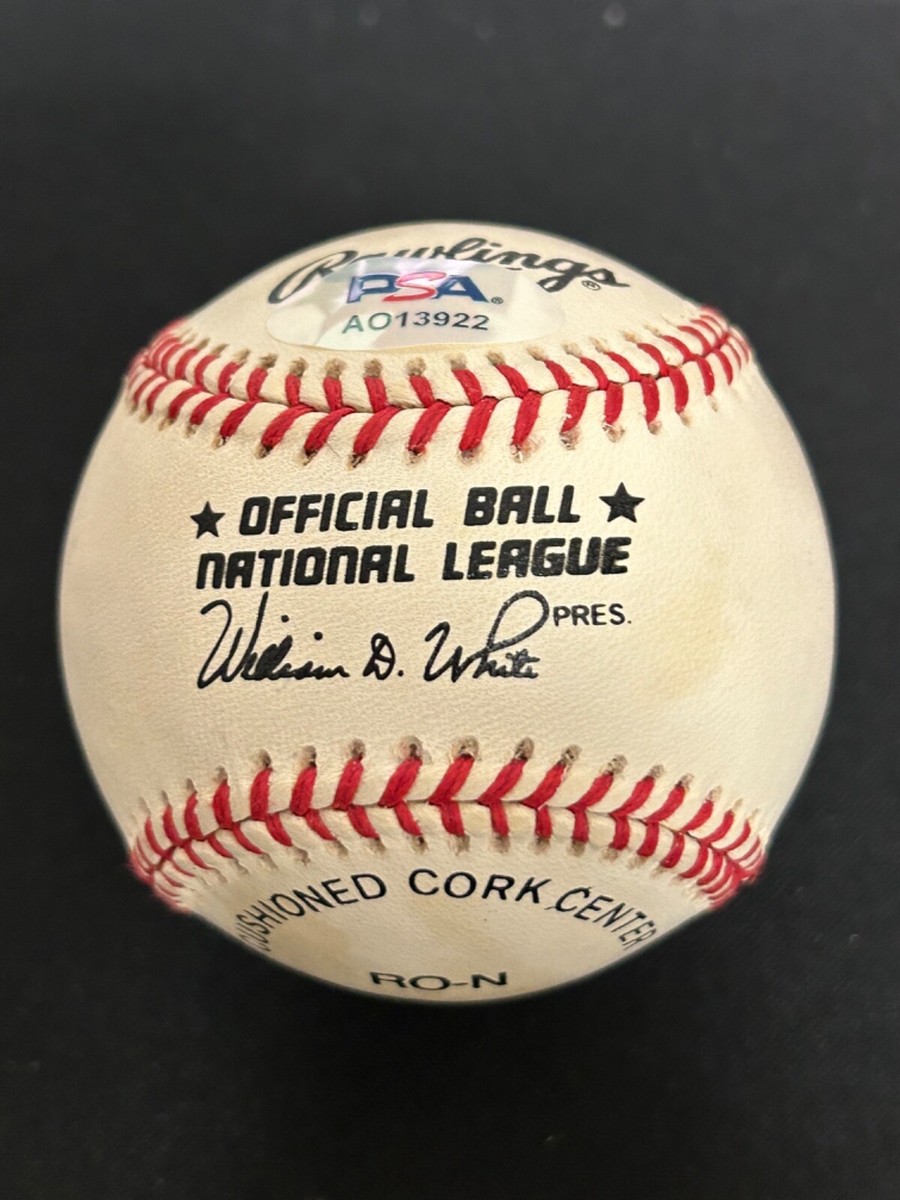 Rawlings®
PSA®
AO13922
★ OFFICIAL BALL ★
NATIONAL LEAGUE
William D. White PRES.
CUSHIONED CORK CENTER
RO-N